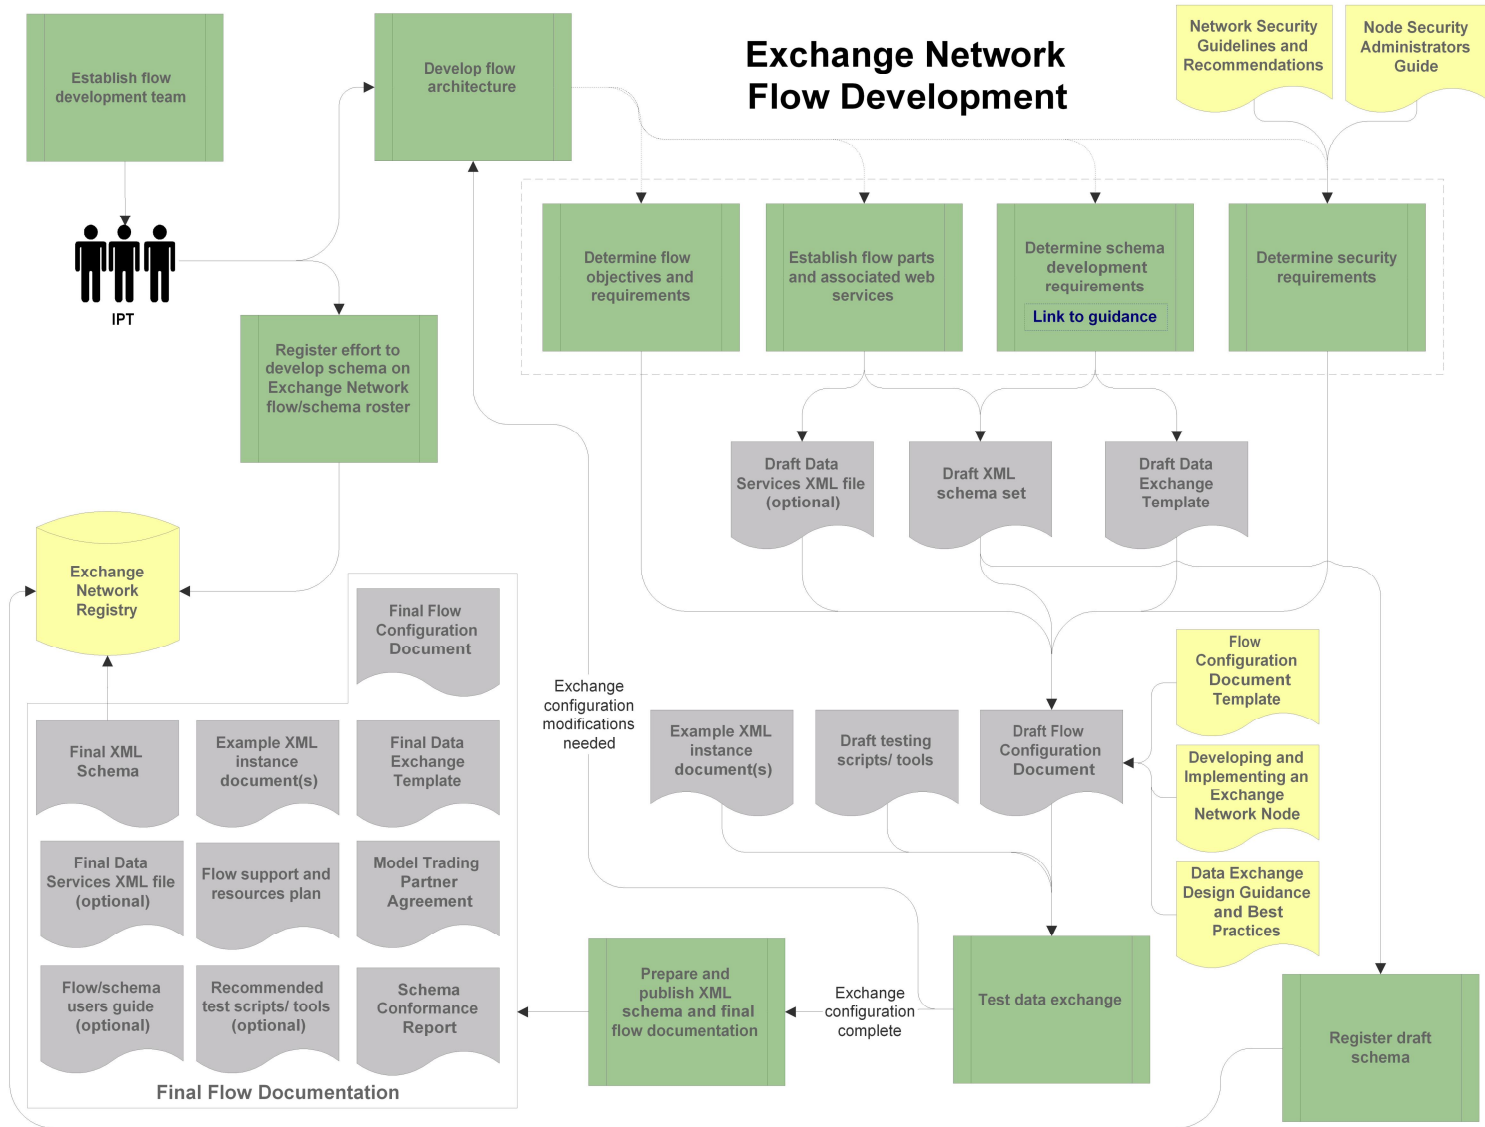 Exchange Network
Flow Development
Establish flow
development team
Develop flow
architecture
Network Security
Guidelines and
Recommendations
Node Security
Administrators
Guide
IPT
Determine flow
objectives and
requirements
Establish flow parts
and associated web
services
Determine schema
development
requirements
Link to guidance
Determine security
requirements
Register effort to
develop schema on
Exchange Network
flow/schema roster
Draft Data
Services XML file
(optional)
Draft XML
schema set
Draft Data
Exchange
Template
Exchange
Network
Registry
Final Flow
Configuration
Document
Exchange
configuration
modifications
needed
Flow
Configuration
Document
Template
Final XML
Schema
Example XML
instance
document(s)
Final Data
Exchange
Template
Example XML
instance
document(s)
Draft testing
scripts/ tools
Draft Flow
Configuration
Document
Developing and
Implementing an
Exchange
Network Node
Final Data
Services XML file
(optional)
Flow support and
resources plan
Model Trading
Partner
Agreement
Data Exchange
Design Guidance
and Best
Practices
Flow/schema
users guide
(optional)
Recommended
test scripts/ tools
(optional)
Schema
Conformance
Report
Prepare and
publish XML
schema and final
flow documentation
Exchange
configuration
complete
Test data exchange
Register draft
schema
Final Flow Documentation